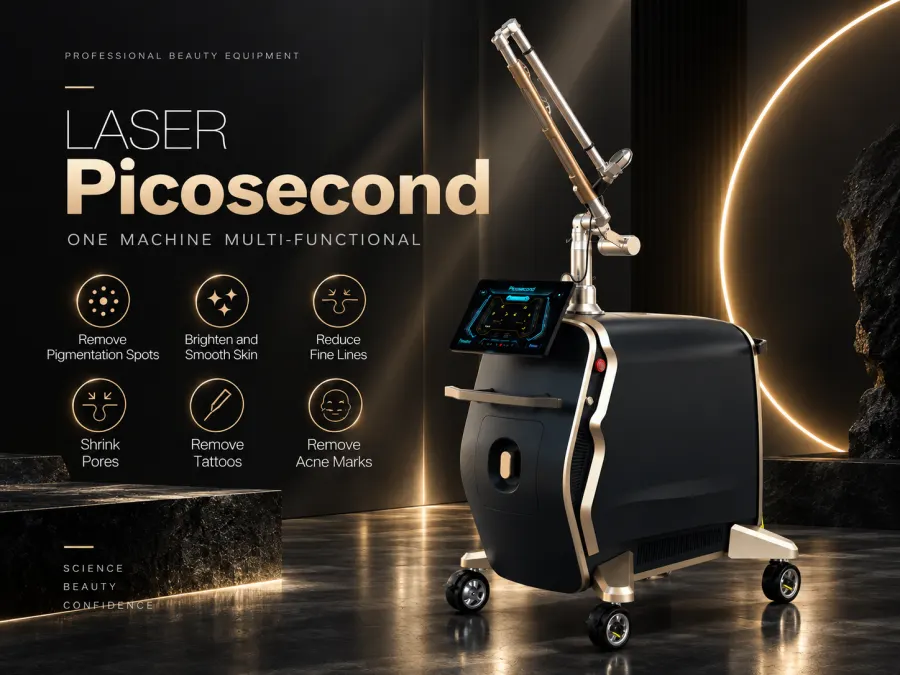 PROFESSIONAL BEAUTY EQUIPMENT
LASER
Picosecond
ONE MACHINE MULTI-FUNCTIONAL
Remove
Pigmentation Spots
Brighten and
Smooth Skin
Reduce
Fine Lines
Shrink
Pores
Remove
Tattoos
Remove
Acne Marks
SCIENCE
BEAUTY
CONFIDENCE
Picosecond